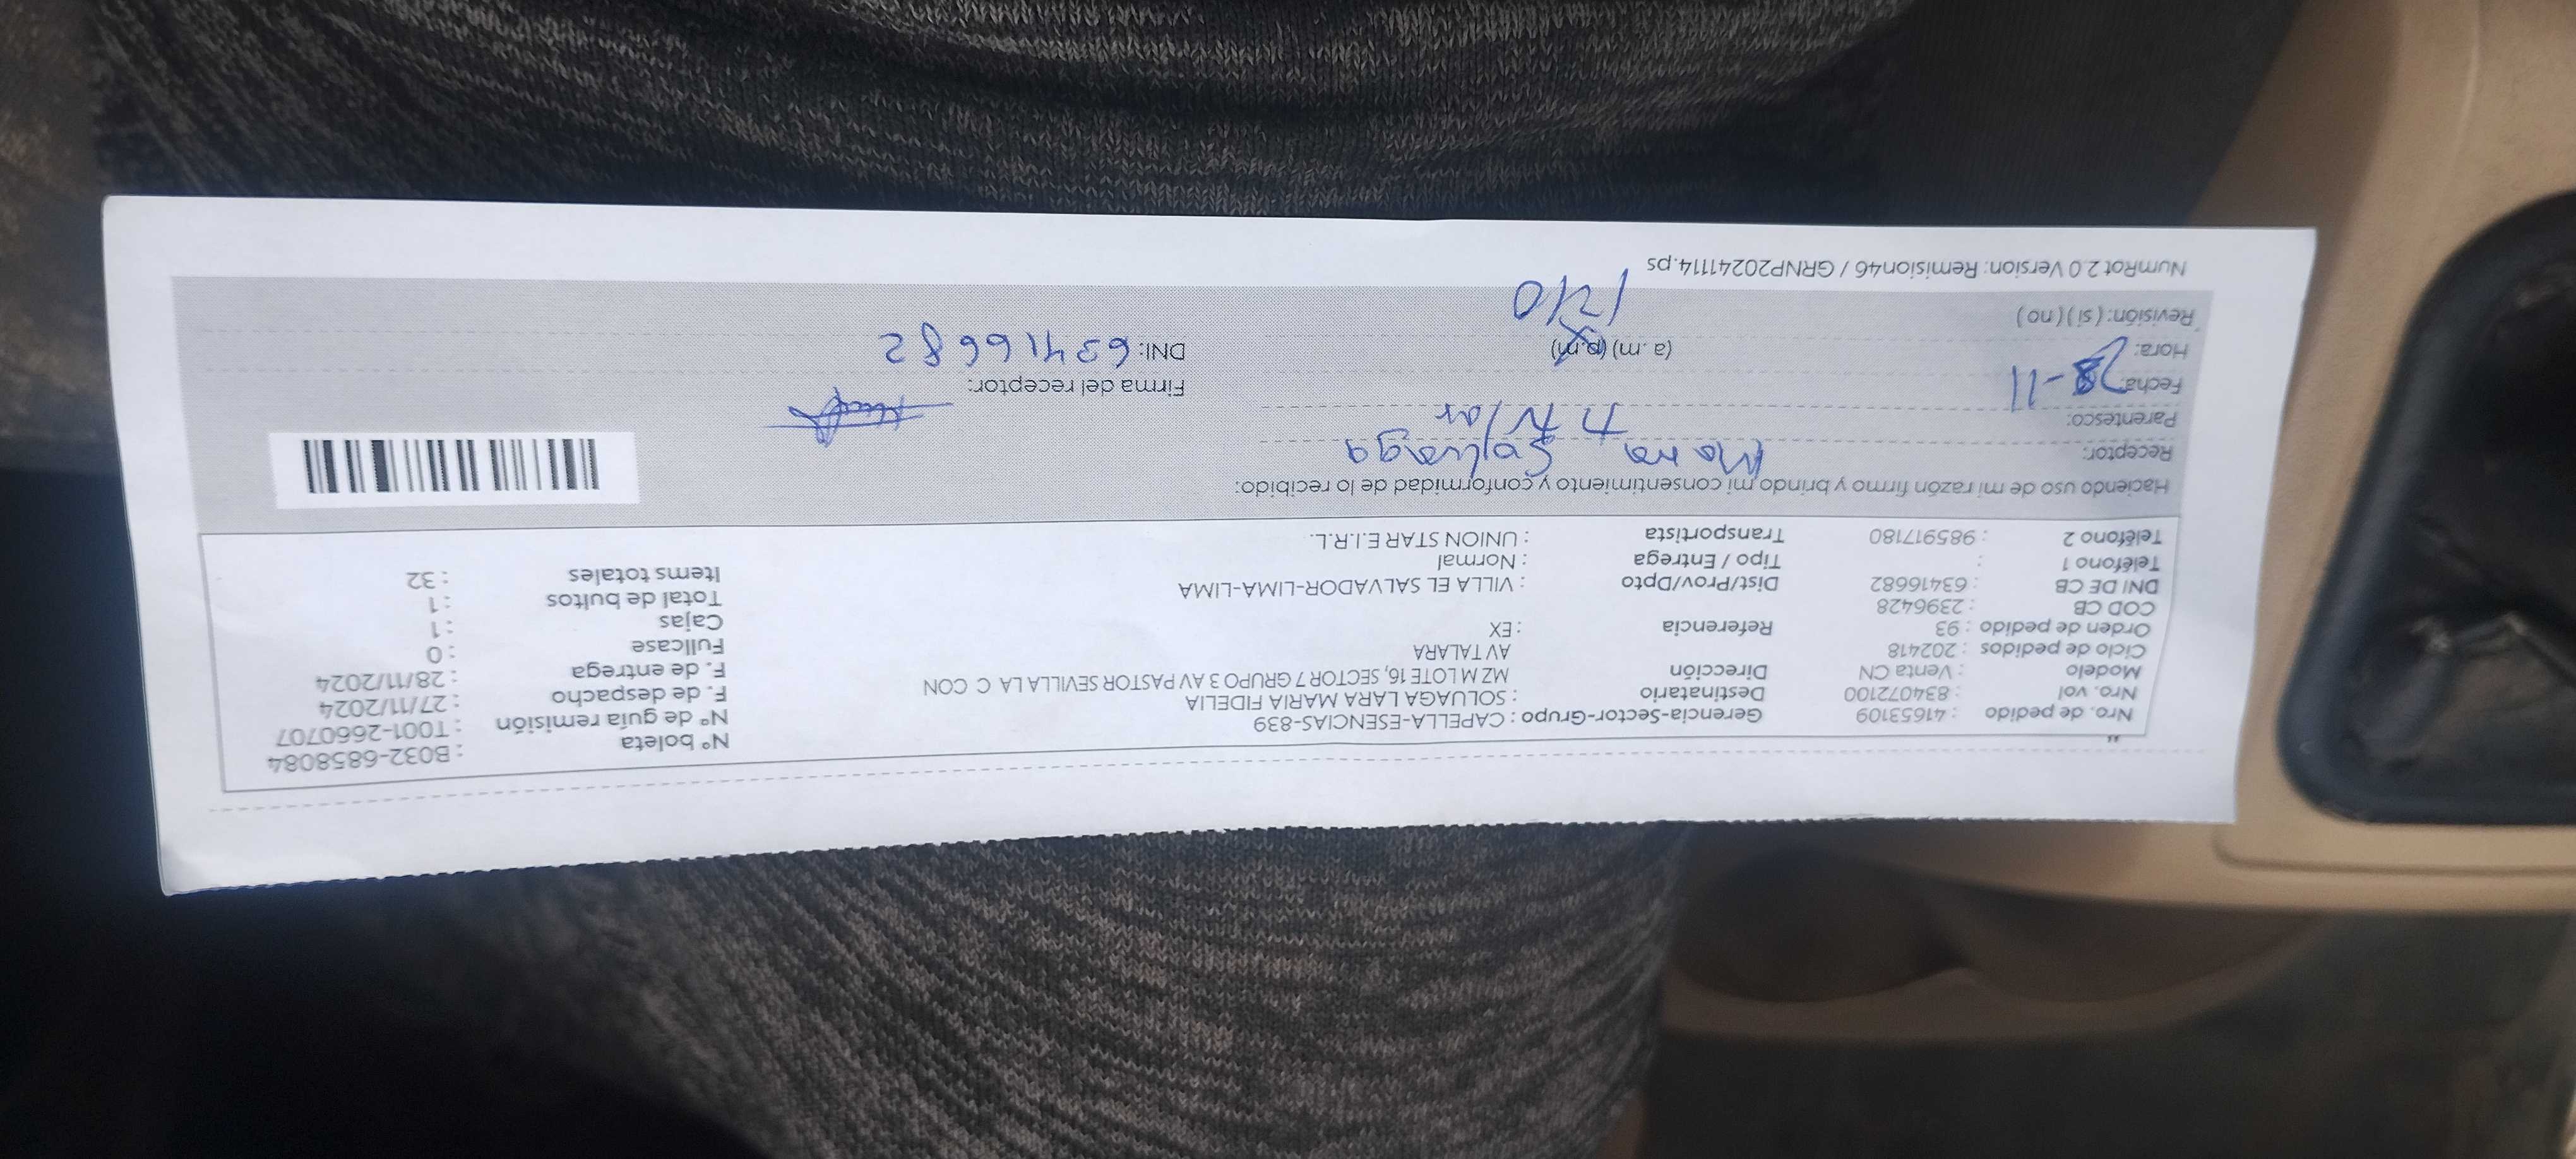 Nro. de pedido : 41653109 Gerencia-Sector-Grupo : CAPELLA-ESENCIAS-839 N° boleta : B032-6858084
Nro. vol : 834072100 Destinatario : SOLUAGA LARA MARIA FIDELIA N° de guía remisión : T001-2660707
Modelo : Venta CN Dirección MZ M LOTE 16, SECTOR 7 GRUPO 3 AV PASTOR SEVILLA LA C CON F. de despacho : 27/11/2024
Ciclo de pedidos : 202418 AV TALARA F. de entrega : 28/11/2024
Orden de pedido : 93 Referencia : EX Fullcase : 0
COD CB : 2396428 Cajas : 1
DNI DE CB : 63416682 Dist/Prov/Dpto : VILLA EL SALVADOR-LIMA-LIMA Total de bultos : 1
Teléfono 1 : Tipo / Entrega : Normal Items totales : 32
Teléfono 2 : 985917180 Transportista : UNION STAR E.I.R.L.
Haciendo uso de mi razón firmo y brindo mi consentimiento y conformidad de lo recibido:
Receptor: Soluaga
Parentesco:
Fecha: 28-11 Firma del receptor:
Hora: (a.m) (p.m) DNI: 63416682
Revisión: (si) (no) 1210
NumRot 2.0 Version: Remision46 / GRNP20241114.ps